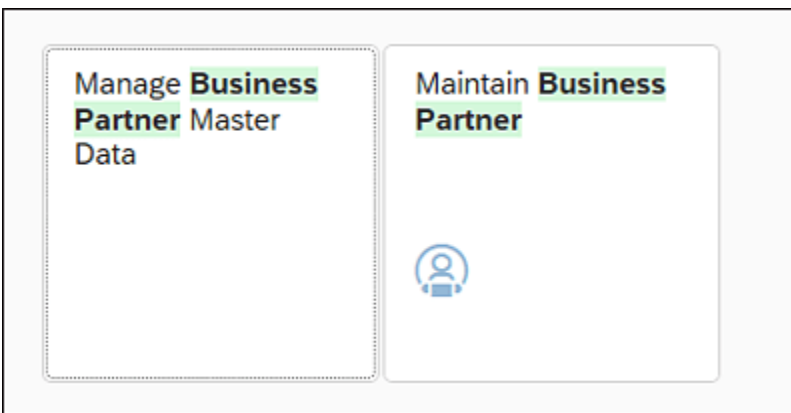 Manage Business
Partner Master
Data
Maintain Business
Partner